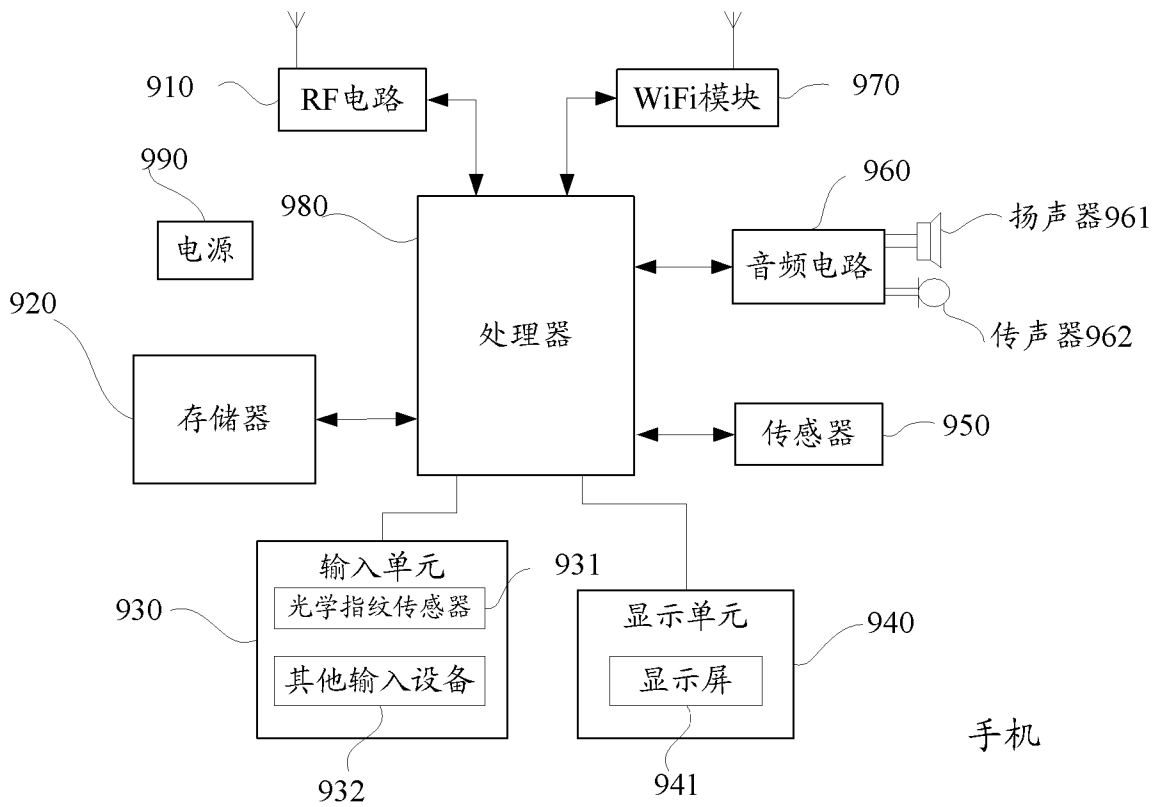 910
RF电路
WiFi模块
970
990
电源
980
960
扬声器961
音频电路
传声器962
920
处理器
存储器
传感器
950
输入单元
931
930
光学指纹传感器
其他输入设备
932
显示单元
940
显示屏
941
手机